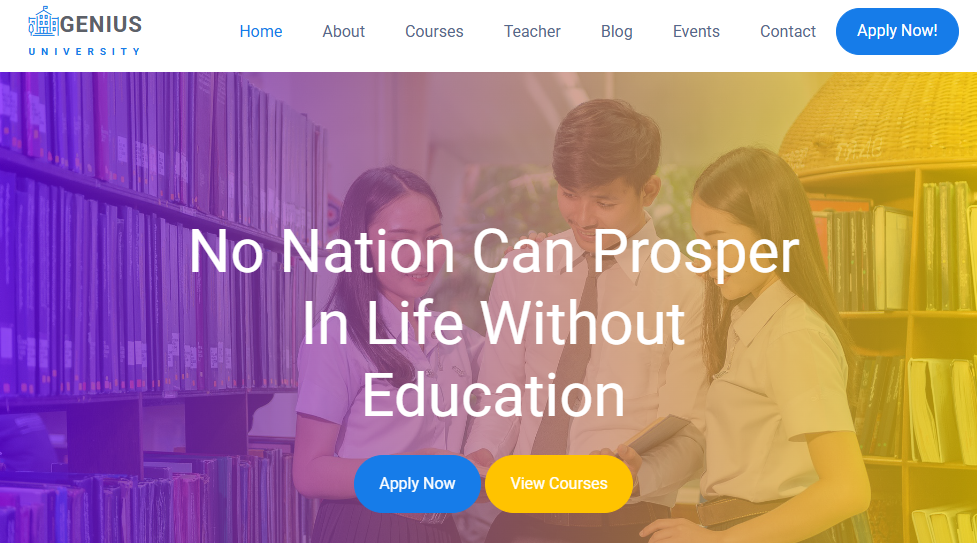 GENIUS
UNIVERSITY
Home About Courses Teacher Blog Events Contact Apply Now!
No Nation Can Prosper
In Life Without
Education
Apply Now View Courses